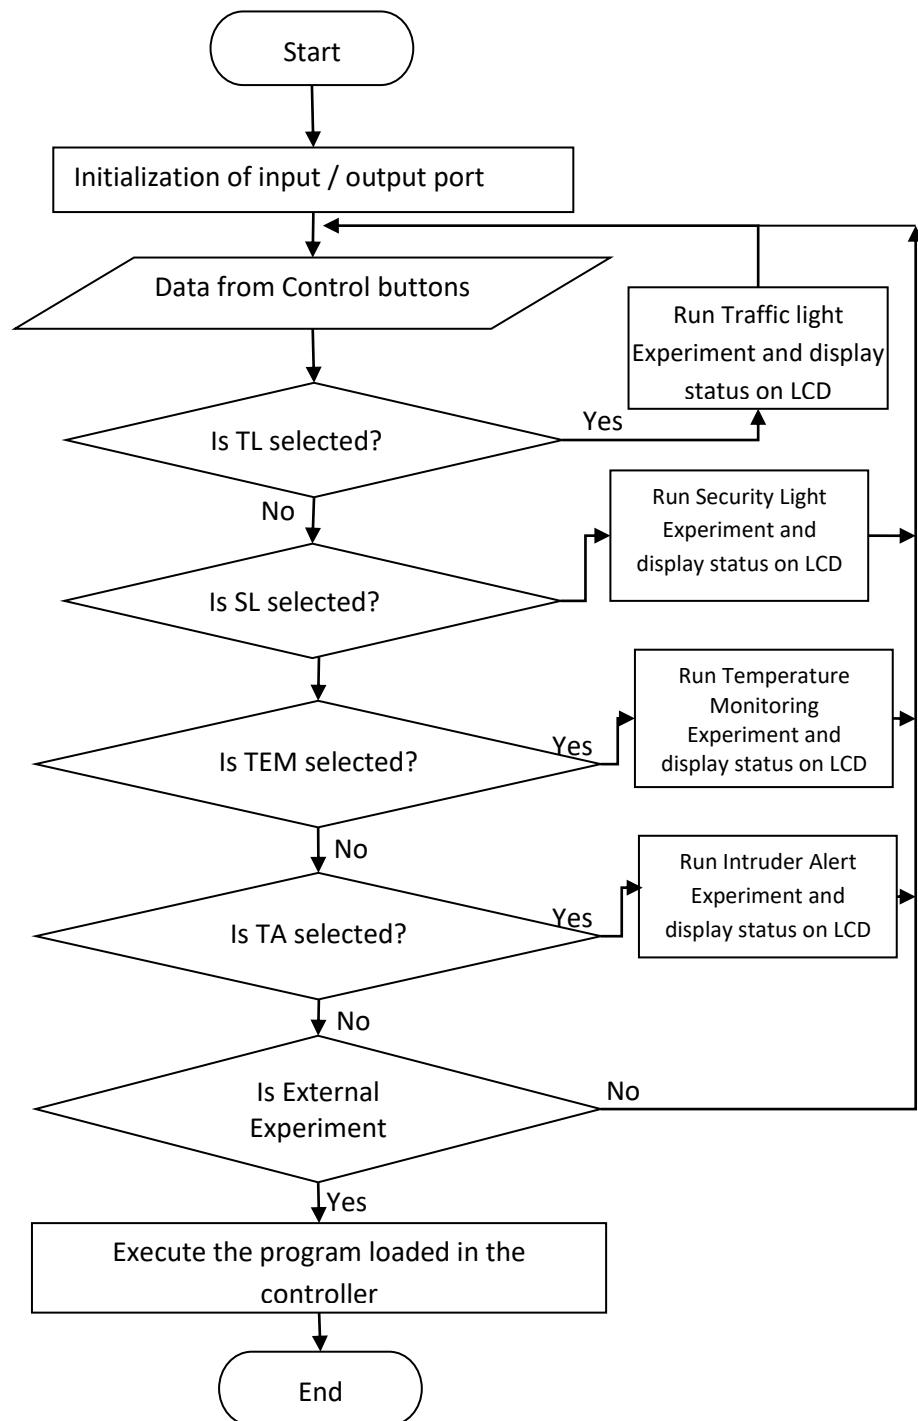 Start
Initialization of input / output port
Data from Control buttons
Run Traffic light
Experiment and display
status on LCD
Is TL selected?
Yes
No
Run Security Light
Experiment and
display status on LCD
Is SL selected?
Run Temperature
Monitoring
Experiment and
display status on LCD
Is TEM selected?
Yes
No
Run Intruder Alert
Experiment and
display status on LCD
Is TA selected?
Yes
No
Is External
Experiment
No
Yes
Execute the program loaded in the
controller
End